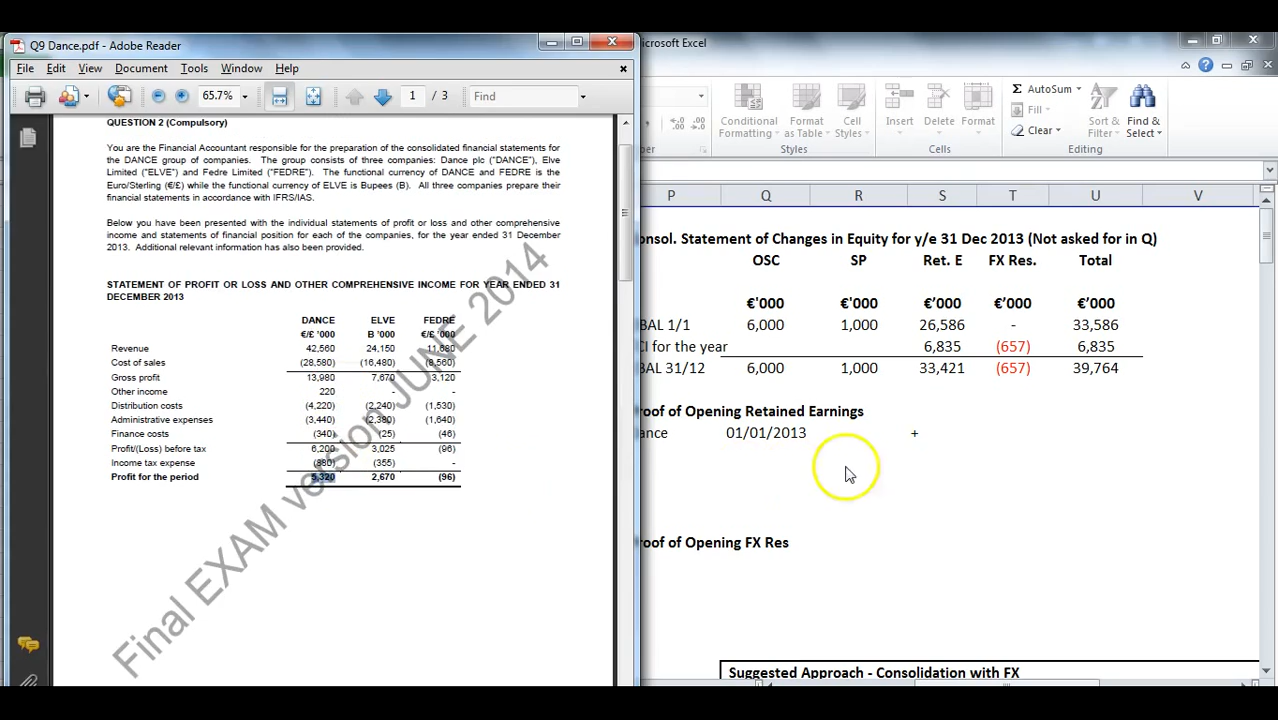 Q9 Dance.pdf - Adobe Reader
File Edit View Document Tools Window Help
1 / 3 65.7% Find
QUESTION 2 (Compulsory)
You are the Financial Accountant responsible for the preparation of the consolidated financial statements for
the DANCE group of companies. The group consists of three companies: Dance plc ("DANCE"), Elve
Limited ("ELVE") and Fedre Limited ("FEDRE"). The functional currency of DANCE and FEDRE is the
Euro/Sterling (€/£) while the functional currency of ELVE is Bupees (B). All three companies prepare their
financial statements in accordance with IFRS/IAS.
Below you have been presented with the individual statements of profit or loss and other comprehensive
income and statements of financial position for each of the companies, for the year ended 31 December
2013. Additional relevant information has also been provided.
STATEMENT OF PROFIT OR LOSS AND OTHER COMPREHENSIVE INCOME FOR YEAR ENDED 31
DECEMBER 2013
DANCE ELVE FEDRE
€/£ '000 B '000 €/£ '000
Revenue 42,560 24,150 11,680
Cost of sales (28,580) (16,480) (8,560)
Gross profit 13,980 7,670 3,120
Other income 220 - -
Distribution costs (4,220) (2,240) (1,530)
Administrative expenses (3,440) (2,380) (1,640)
Finance costs (340) (25) (46)
Profit/(Loss) before tax 6,200 3,025 (96)
Income tax expense (880) (355) -
Profit for the period 5,320 2,670 (96)
Final EXAM version JUNE 2014
icrosoft Excel
Conditional Formatting Format as Table Cell Styles
Styles
Insert Delete Format
Cells
AutoSum
Fill
Clear
Sort & Filter Find & Select
Editing
P Q R S T U V
onsol. Statement of Changes in Equity for y/e 31 Dec 2013 (Not asked for in Q)
OSC SP Ret. E FX Res. Total
€'000 €'000 €'000 €'000 €'000
BAL 1/1 6,000 1,000 26,586 - 33,586
CI for the year 6,835 (657) 6,835
BAL 31/12 6,000 1,000 33,421 (657) 39,764
roof of Opening Retained Earnings
ance 01/01/2013 +
roof of Opening FX Res
Suggested Approach - Consolidation with FX